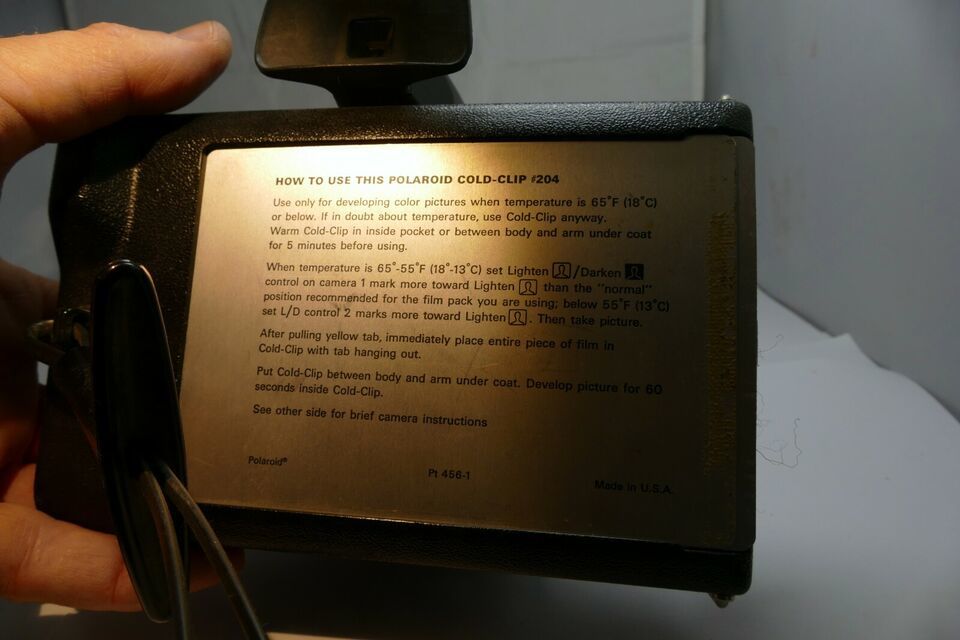 HOW TO USE THIS POLAROID COLD-CLIP #204
Use only for developing color pictures when temperature is 65°F (18°C)
or below. If in doubt about temperature, use Cold-Clip anyway.
Warm Cold-Clip in inside pocket or between body and arm under coat
for 5 minutes before using.
When temperature is 65°-55°F (18°-13°C) set Lighten /Darken
control on camera 1 mark more toward Lighten than the "normal"
position recommended for the film pack you are using; below 55°F (13°C)
set L/D control 2 marks more toward Lighten . Then take picture.
After pulling yellow tab, immediately place entire piece of film in
Cold-Clip with tab hanging out.
Put Cold-Clip between body and arm under coat. Develop picture for 60
seconds inside Cold-Clip.
See other side for brief camera instructions
Polaroid®
Pt 456-1
Made in U.S.A.